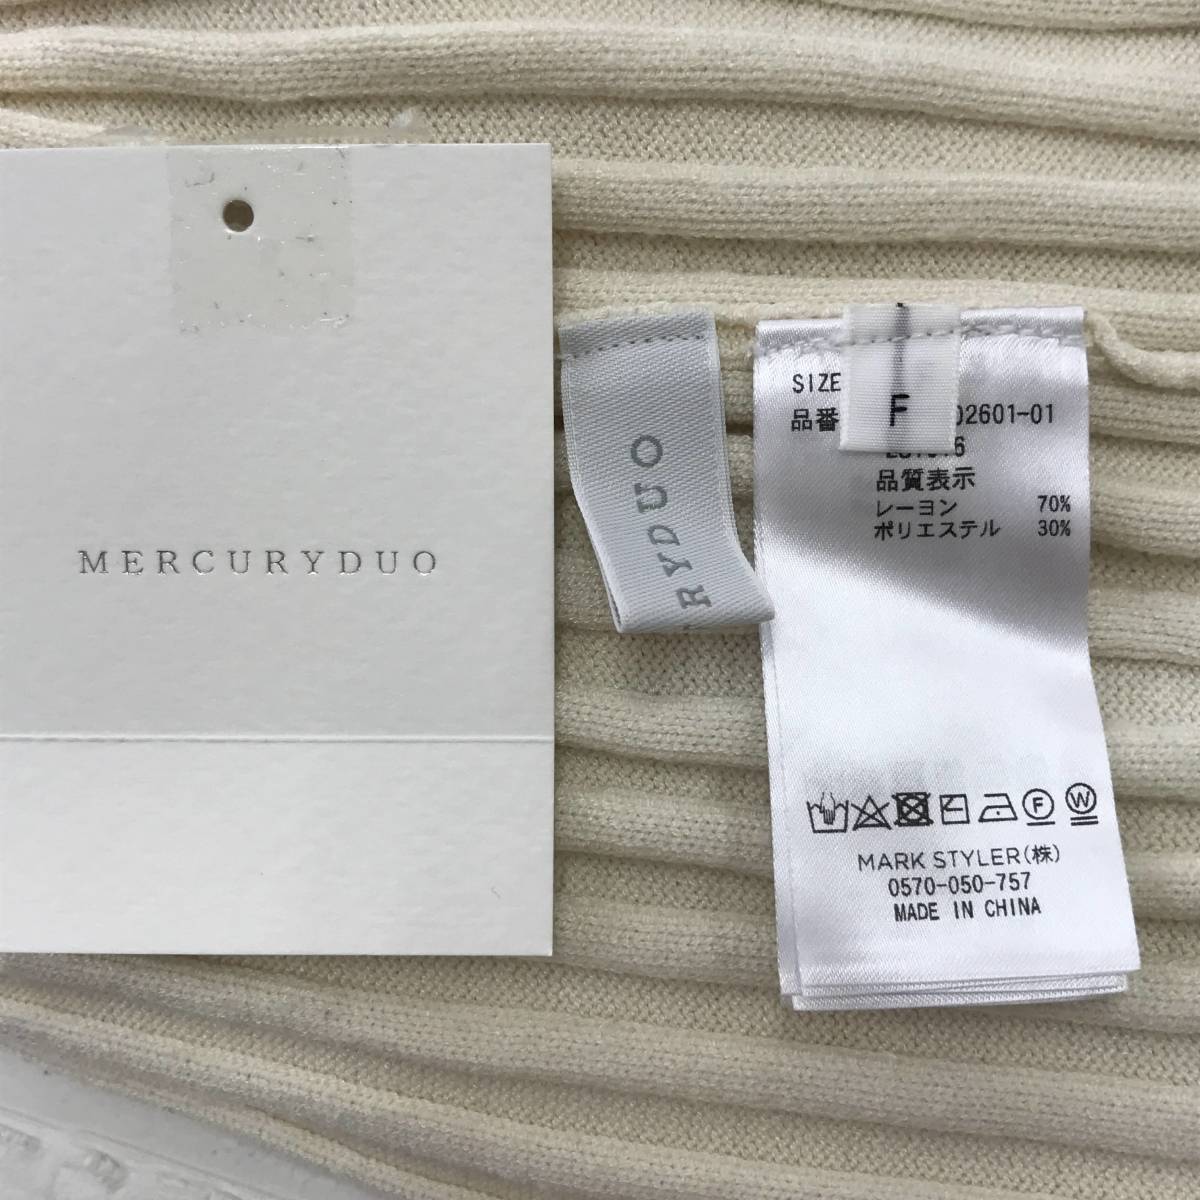 MERCURYDUO
RYDUO
SIZE
F
品番 02601-01
品質表示
レーヨン 70%
ポリエステル 30%
F
W
MARK STYLER(株)
0570-050-757
MADE IN CHINA